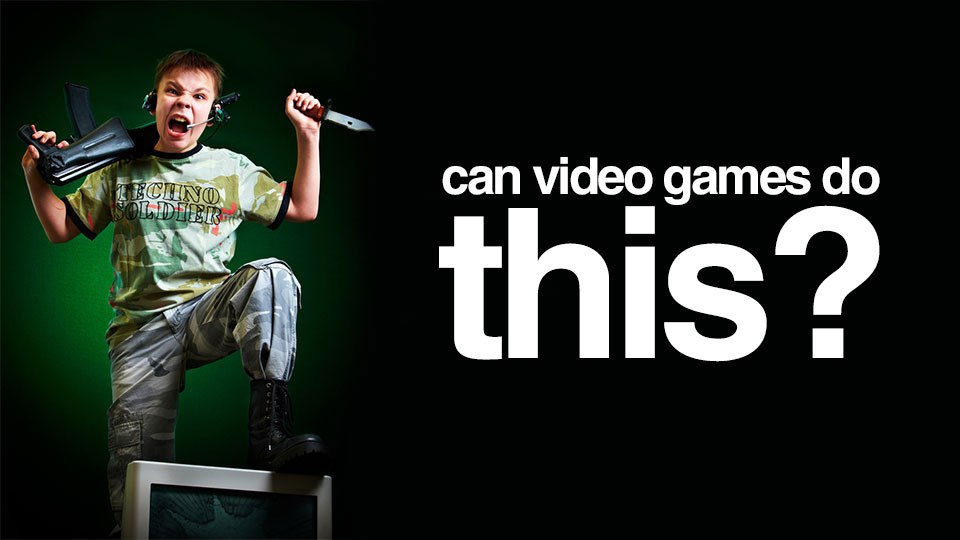 TECHNO
SOLDIER
can video games do
this?